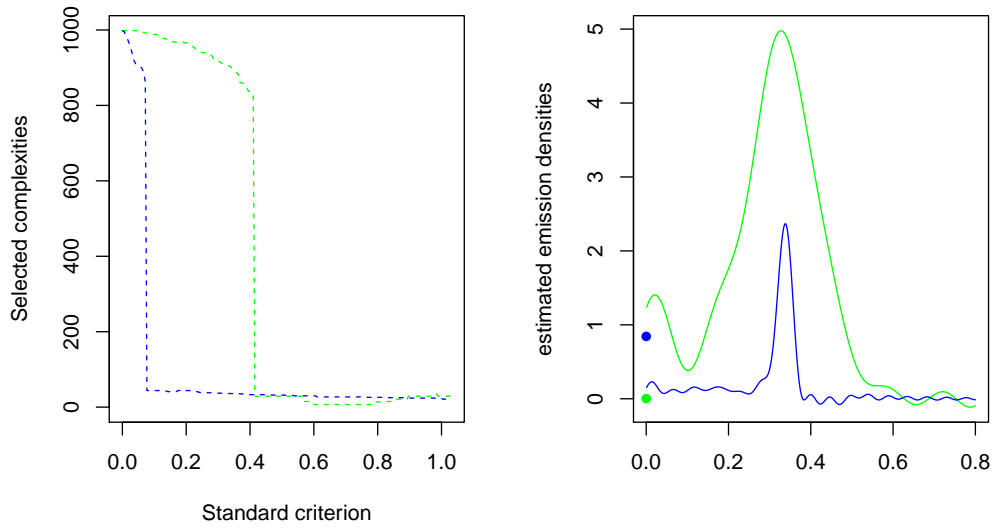 Selected complexities
1000
800
600
400
200
0
0.0 0.2 0.4 0.6 0.8 1.0
Standard criterion
estimated emission densities
5
4
3
2
1
0
0.0 0.2 0.4 0.6 0.8